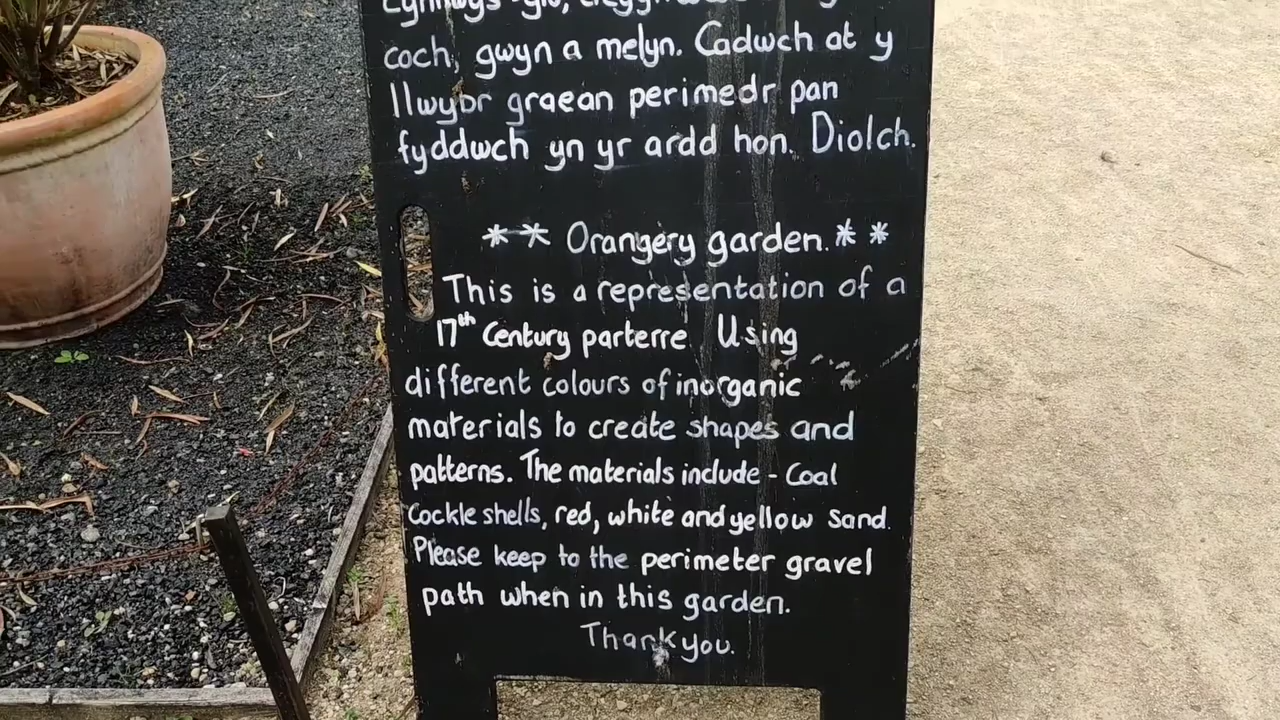 coch, gwyn a melyn. Cadwch at y
llwybr graean perimedr pan
fyddwch yn yr ardd hon. Diolch.
** Orangery garden. **
This is a representation of a
17th Century parterre Using
different colours of inorganic
materials to create shapes and
patterns. The materials include - Coal
Cockle shells, red, white and yellow sand.
Please keep to the perimeter gravel
path when in this garden.
Thank you.